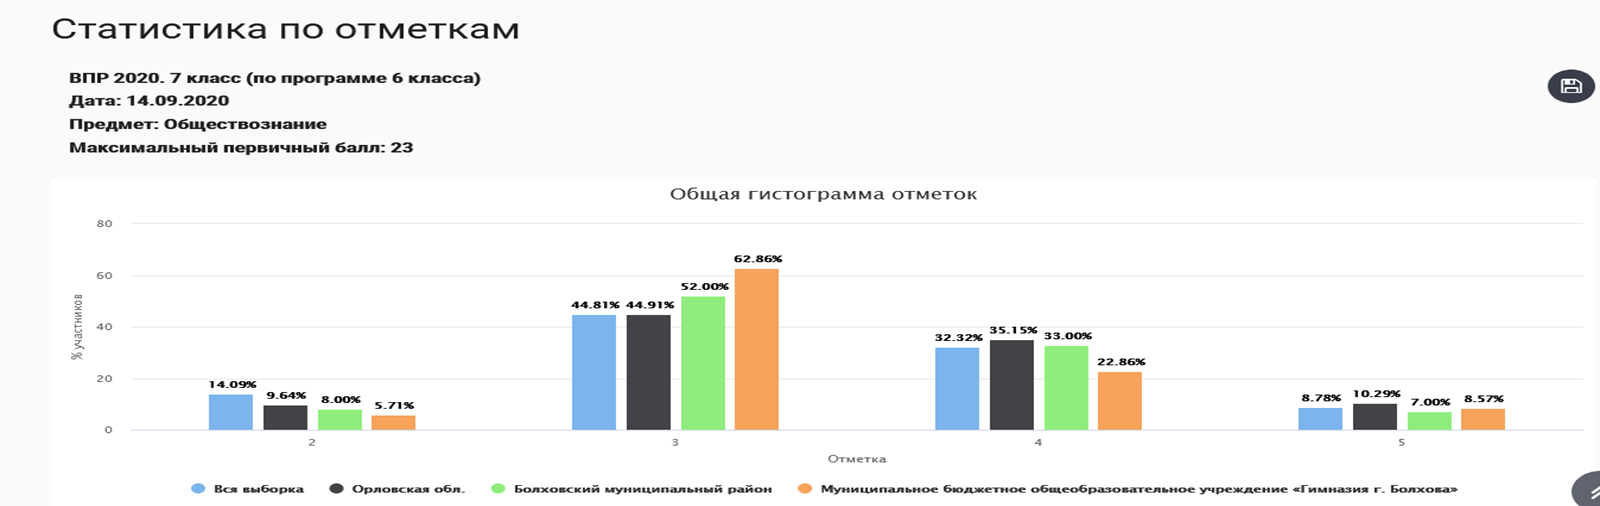 Статистика по отметкам
ВПР 2020. 7 класс (по программе 6 класса)
Дата: 14.09.2020
Предмет: Обществознание
Максимальный первичный балл: 23
Общая гистограмма отметок
80
60
40
20
0
% участников
14.09% 9.64% 8.00% 5.71%
44.81% 44.91% 52.00% 62.86%
32.32% 35.15% 33.00% 22.86%
8.78% 10.29% 7.00% 8.57%
2 3 4 5
Отметка
Вся выборка Орловская обл. Болховский муниципальный район Муниципальное бюджетное общеобразовательное учреждение «Гимназия г. Болхова»